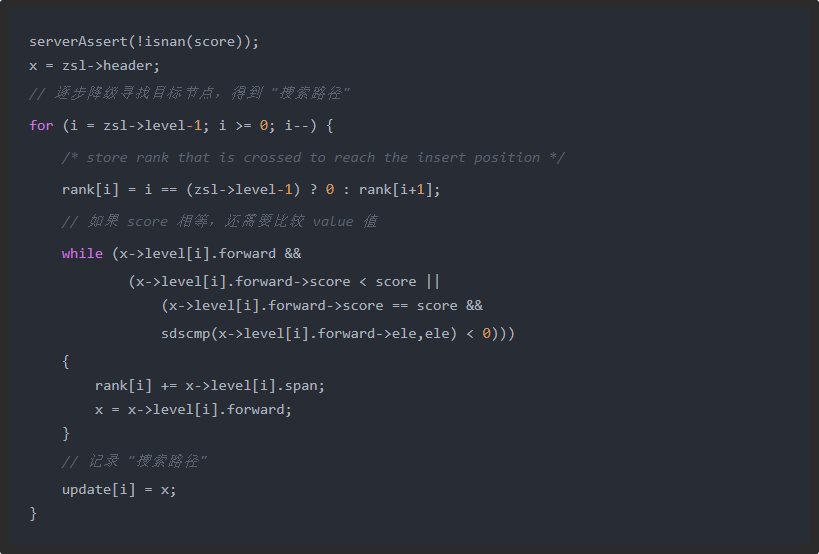 serverAssert(!isnan(score));
x = zsl->header;
// 逐步降级寻找目标节点，得到 "搜索路径"
for (i = zsl->level-1; i >= 0; i--) {
/* store rank that is crossed to reach the insert position */
rank[i] = i == (zsl->level-1) ? 0 : rank[i+1];
// 如果 score 相等，还需要比较 value 值
while (x->level[i].forward &&
(x->level[i].forward->score < score ||
(x->level[i].forward->score == score &&
sdscmp(x->level[i].forward->ele,ele) < 0)))
{
rank[i] += x->level[i].span;
x = x->level[i].forward;
}
// 记录 "搜索路径"
update[i] = x;
}